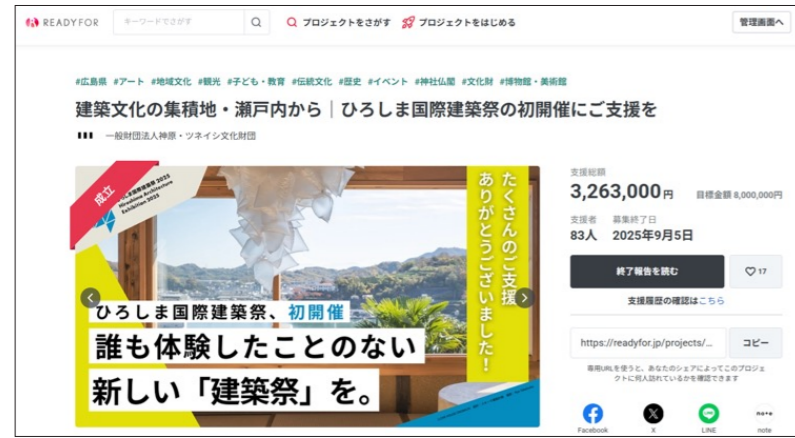 READYFOR
キーワードでさがす
プロジェクトをさがす
プロジェクトをはじめる
管理画面へ
#広島県 #アート #地域文化 #観光 #子ども・教育 #伝統文化 #歴史 #イベント #神社仏閣 #文化財 #博物館・美術館
建築文化の集積地・瀬戸内から｜ひろしま国際建築祭の初開催にご支援を
一般財団法人神原・ツネイシ文化財団
成立
ひろしま国際建築祭 2025
Hiroshima Architecture
Exhibition 2025
たくさんのご支援
ありがとうございました！
ひろしま国際建築祭、初開催
誰も体験したことのない
新しい「建築祭」を。
支援総額
3,263,000円
目標金額 8,000,000円
支援者 募集終了日
83人 2025年9月5日
終了報告を読む
♡ 17
支援履歴の確認はこちら
https://readyfor.jp/projects/...
コピー
専用URLを使うと、あなたのシェアによってこのプロジェ
クトに何人訪れているかを確認できます
Facebook
X
LINE
note